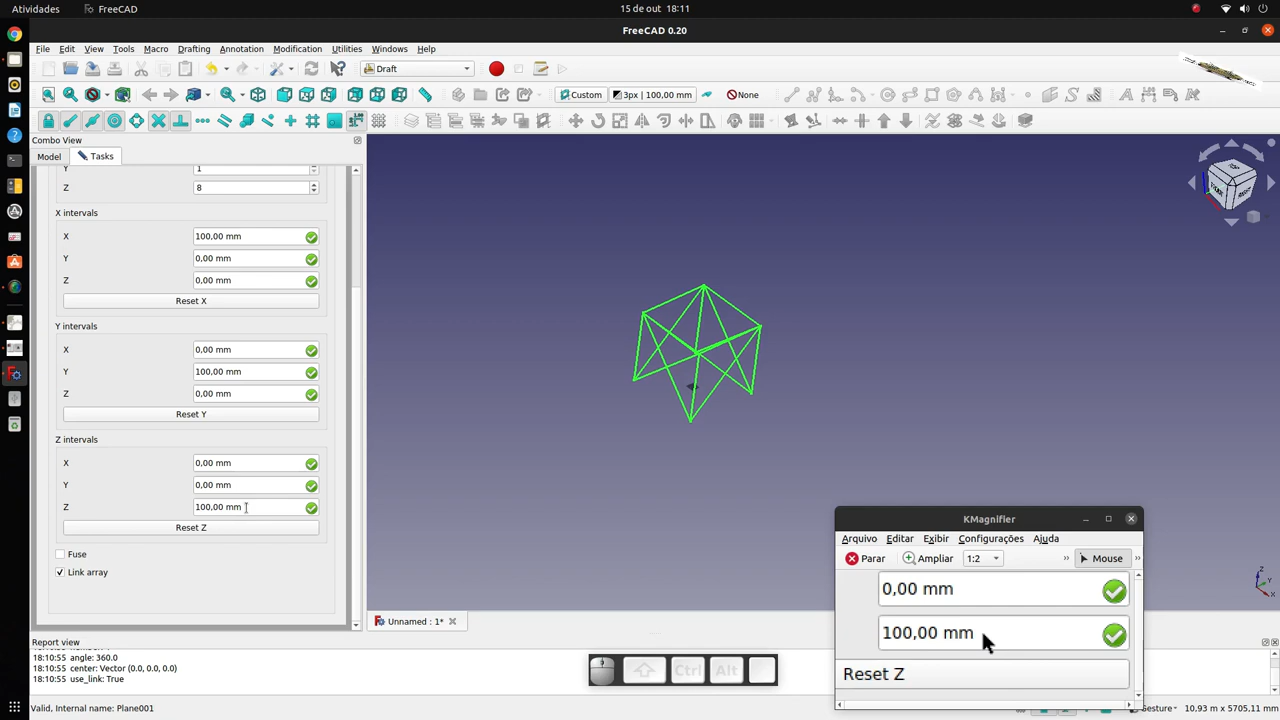 Atividades
FreeCAD
15 de out 18:11
FreeCAD 0.20
File Edit View Tools Macro Drafting Annotation Modification Utilities Windows Help
Draft
Custom
3px | 100,00 mm
None
Combo View
Model
Tasks
Y
1
Z
8
X intervals
X
100,00 mm
Y
0,00 mm
Z
0,00 mm
Reset X
Y intervals
X
0,00 mm
Y
100,00 mm
Z
0,00 mm
Reset Y
Z intervals
X
0,00 mm
Y
0,00 mm
Z
100,00 mm
Reset Z
Fuse
Link array
Unnamed : 1*
Report view
18:10:55 angle: 360.0
18:10:55 center: Vector (0.0, 0.0, 0.0)
18:10:55 use_link: True
Valid, Internal name: Plane001
Ctrl
Alt
KMagnifier
Arquivo Editar Exibir Configurações Ajuda
Parar
Ampliar
1:2
Mouse
0,00 mm
100,00 mm
Reset Z
Gesture
10,93 m x 5705,11 mm